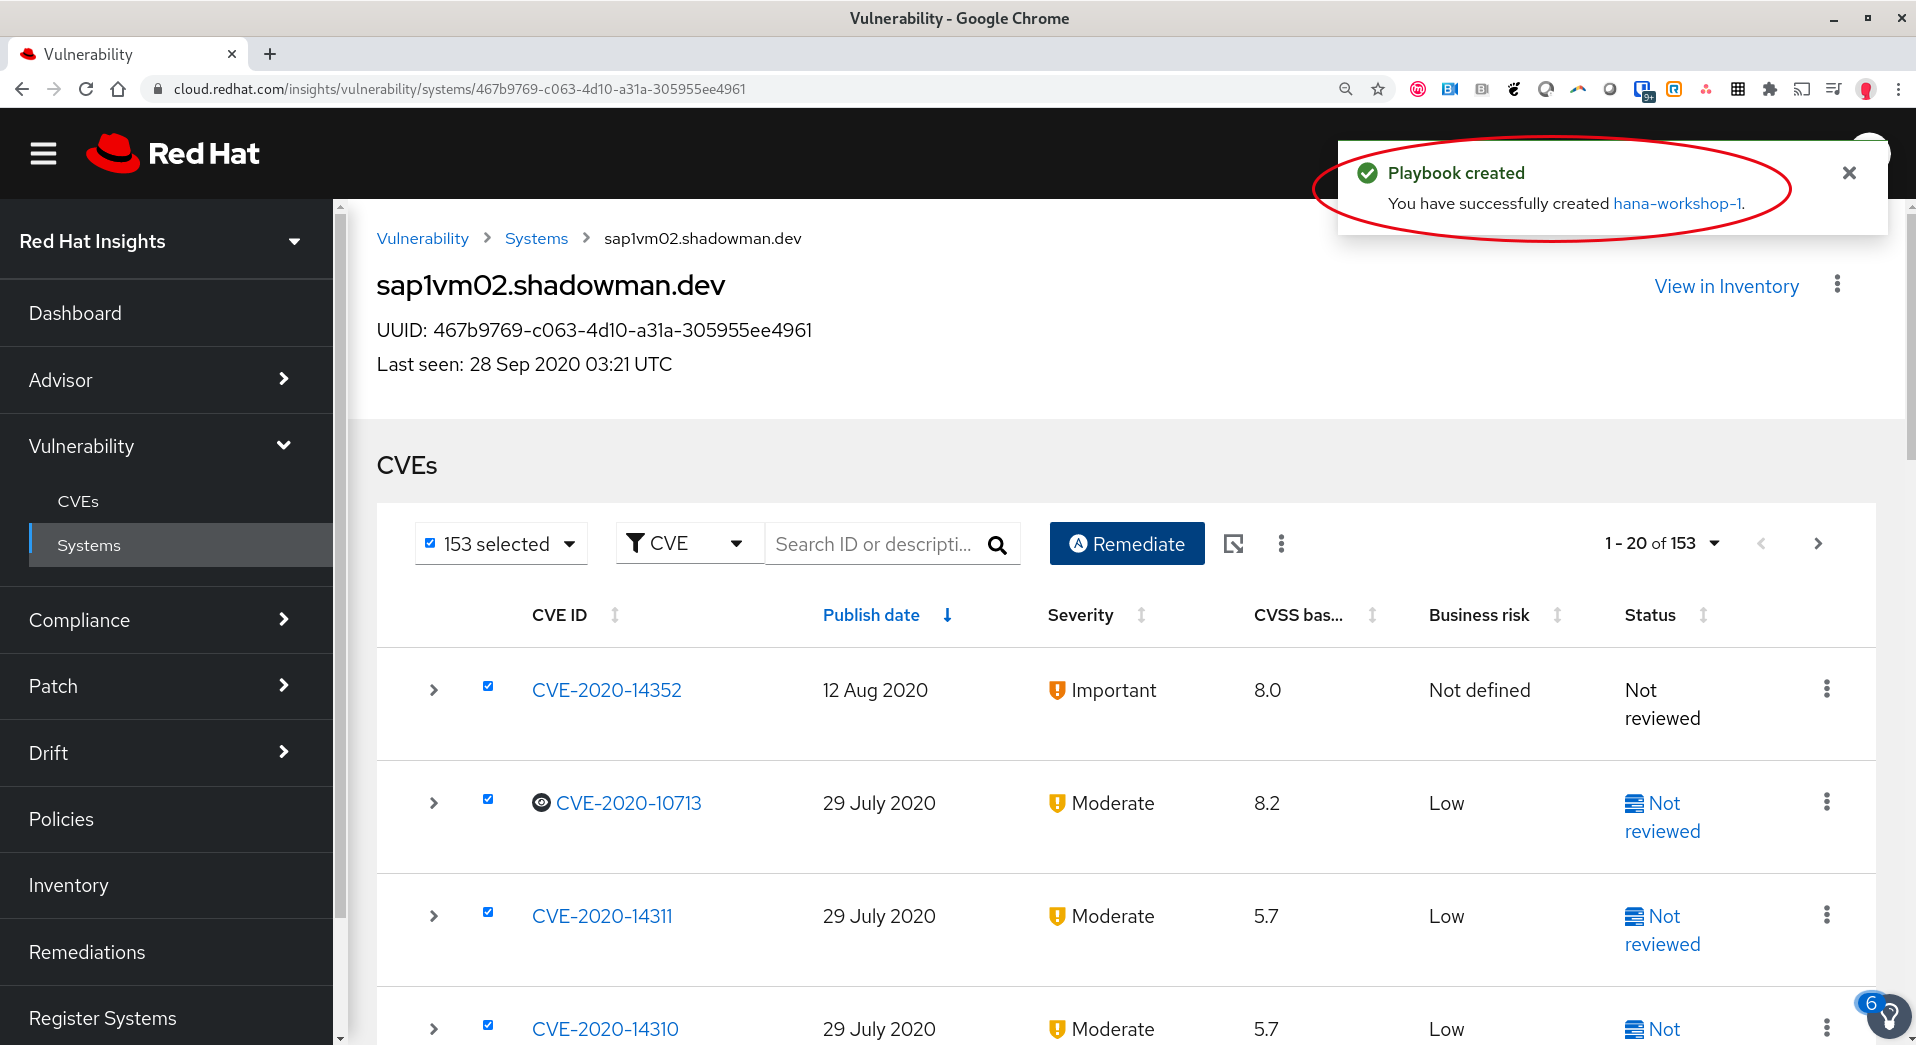 Vulnerability - Google Chrome
Vulnerability
cloud.redhat.com/insights/vulnerability/systems/467b9769-c063-4d10-a31a-305955ee4961
9+
Red Hat
Playbook created
You have successfully created hana-workshop-1.
Red Hat Insights
Dashboard
Advisor
Vulnerability
CVEs
Systems
Compliance
Patch
Drift
Policies
Inventory
Remediations
Register Systems
Vulnerability > Systems > sap1vm02.shadowman.dev
sap1vm02.shadowman.dev
View in Inventory
UUID: 467b9769-c063-4d10-a31a-305955ee4961
Last seen: 28 Sep 2020 03:21 UTC
CVEs
153 selected CVE Search ID or descripti... Remediate 1 - 20 of 153
CVE ID Publish date Severity CVSS bas... Business risk Status
CVE-2020-14352 12 Aug 2020 Important 8.0 Not defined Not
reviewed
CVE-2020-10713 29 July 2020 Moderate 8.2 Low Not
reviewed
CVE-2020-14311 29 July 2020 Moderate 5.7 Low Not
reviewed
CVE-2020-14310 29 July 2020 Moderate 5.7 Low Not
6